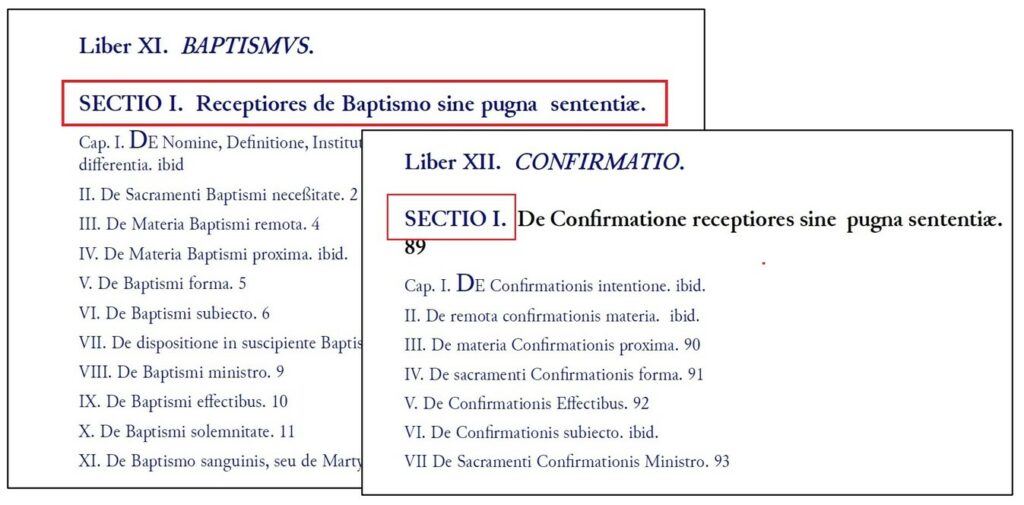 Liber XI. BAPTISMVS.
SECTIO I. Receptiores de Baptismo sine pugna sententiæ.
Cap. I. DE Nomine, Definitione, Institut
differentia. ibid
II. De Sacramenti Baptismi neceßitate. 2
III. De Materia Baptismi remota. 4
IV. De Materia Baptismi proxima. ibid.
V. De Baptismi forma. 5
VI. De Baptismi subiecto. 6
VII. De dispositione in suscipiente Baptis
VIII. De Baptismi ministro. 9
IX. De Baptismi effectibus. 10
X. De Baptismi solemnitate. 11
XI. De Baptismo sanguinis, seu de Marty
Liber XII. CONFIRMATIO.
SECTIO I. De Confirmatione receptiores sine pugna sententiæ.
89
Cap. I. DE Confirmationis intentione. ibid.
II. De remota confirmationis materia. ibid.
III. De materia Confirmationis proxima. 90
IV. De sacramenti Confirmationis forma. 91
V. De Confirmationis Effectibus. 92
VI. De Confirmationis subiecto. ibid.
VII De Sacramenti Confirmationis Ministro. 93